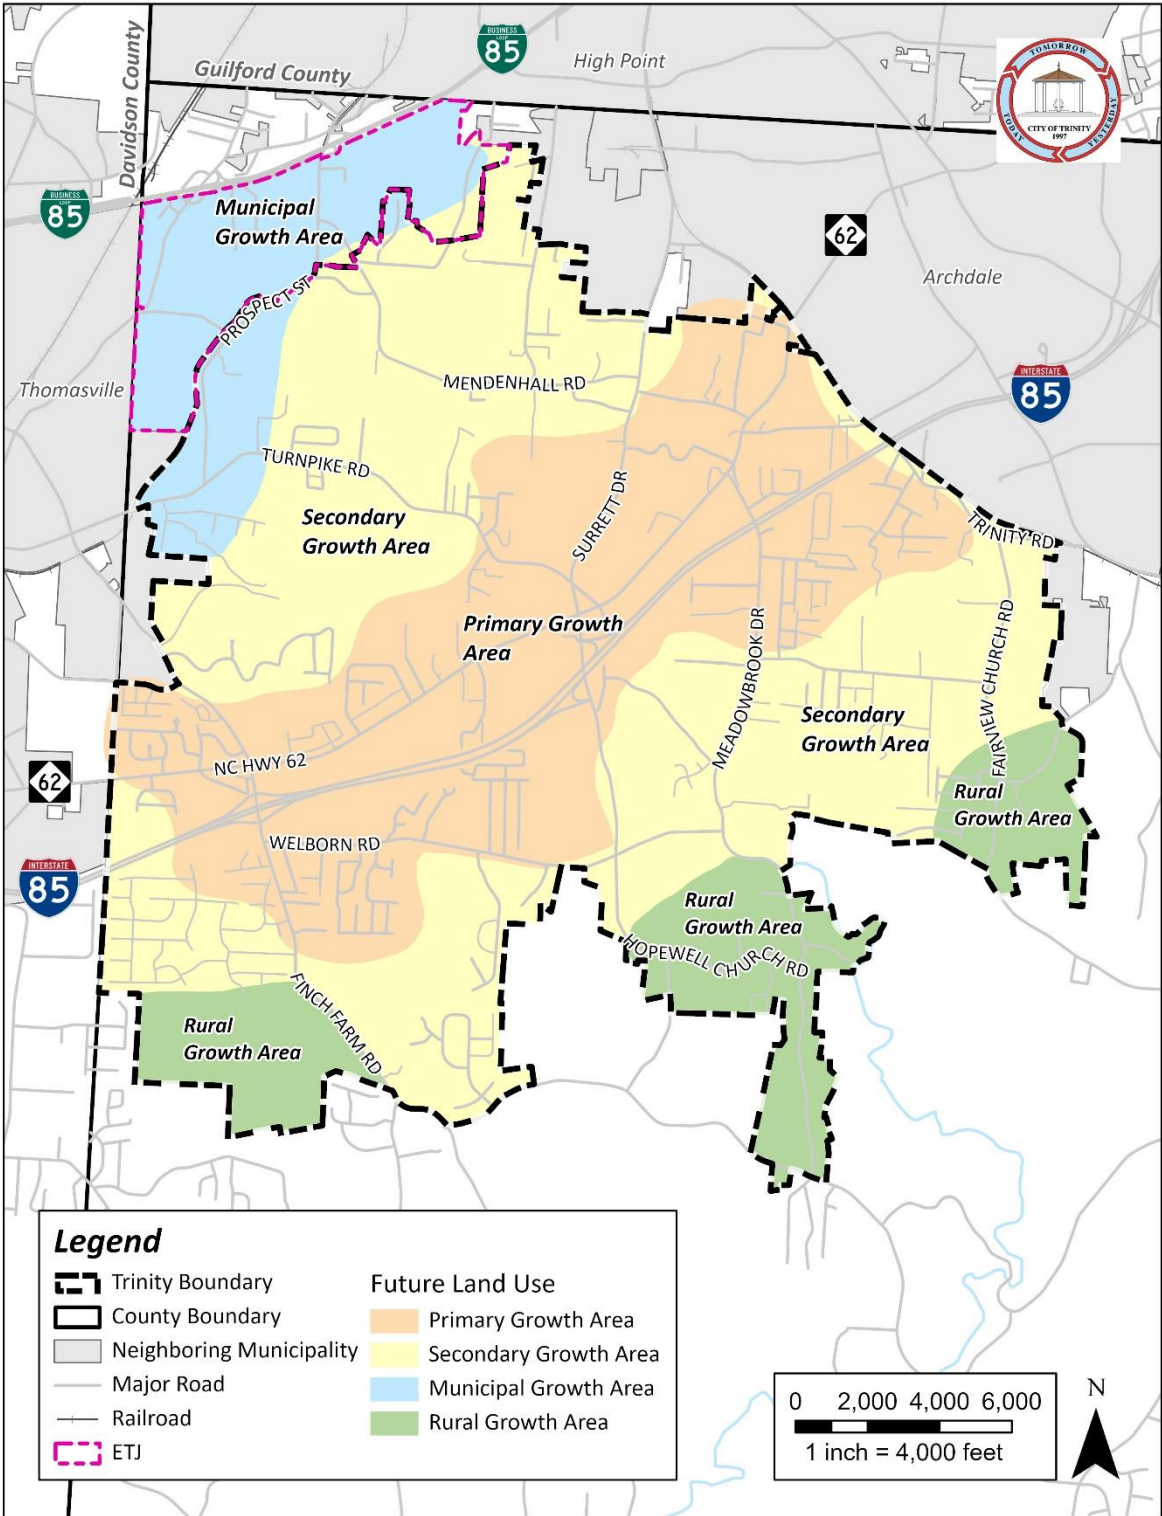 BUSINESS
LOOP
85
High Point
Guilford County
Davidson County
TOMORROW
TODAY
YESTERDAY
CITY OF TRINITY
1997
BUSINESS
LOOP
85
Municipal
Growth Area
62
Archdale
PROSPECT ST
Thomasville
MENDENHALL RD
INTERSTATE
85
TURNPIKE RD
SURRETT DR
Secondary
Growth Area
TRINITY RD
Primary Growth
Area
MEADOWBROOK DR
FAIRVIEW CHURCH RD
Secondary
Growth Area
NC HWY 62
62
Rural
Growth Area
WELBORN RD
INTERSTATE
85
Rural
Growth Area
HOPEWELL CHURCH RD
FINCH FARM RD
Rural
Growth Area
Legend
Trinity Boundary
County Boundary
Neighboring Municipality
Major Road
Railroad
ETJ
Future Land Use
Primary Growth Area
Secondary Growth Area
Municipal Growth Area
Rural Growth Area
0 2,000 4,000 6,000
1 inch = 4,000 feet
N